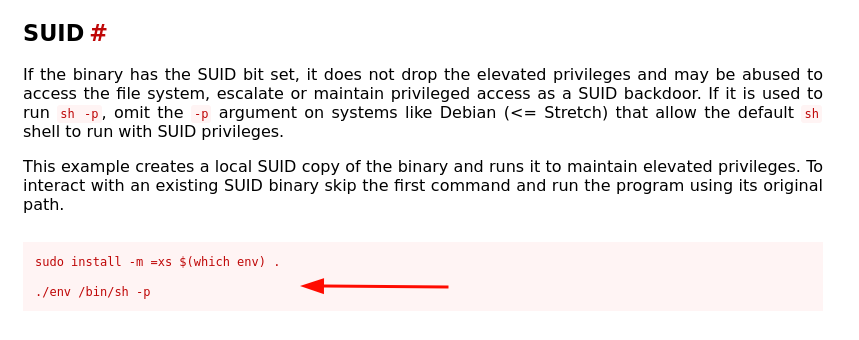 SUID #
If the binary has the SUID bit set, it does not drop the elevated privileges and may be abused to
access the file system, escalate or maintain privileged access as a SUID backdoor. If it is used to
run sh -p, omit the -p argument on systems like Debian (<= Stretch) that allow the default sh
shell to run with SUID privileges.
This example creates a local SUID copy of the binary and runs it to maintain elevated privileges. To
interact with an existing SUID binary skip the first command and run the program using its original
path.
sudo install -m =xs $(which env) .
./env /bin/sh -p